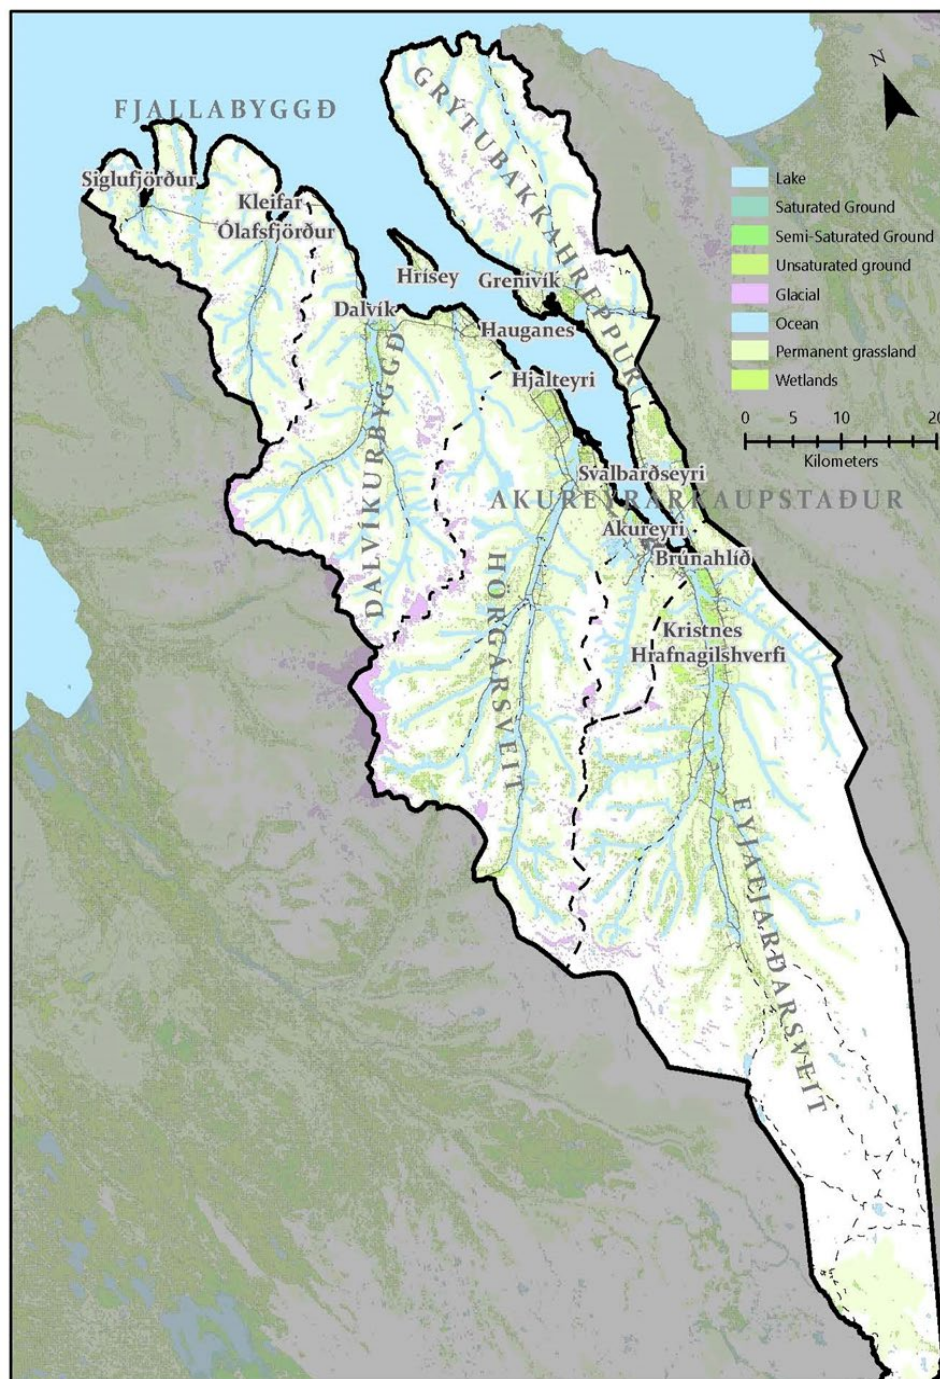 N
FJALLABYGGÐ
GRÝTUBAKKAHREPPUR
Siglufjörður
Kleifar
Ólafsfjörður
Hrísey
Grenivík
Dalvík
Hauganes
Hjalteyri
DALVÍKURBYGGÐ
Svalbarðseyri
AKUREYRARKAUPSTAÐUR
Akureyri
Brúnahlíð
HÖRGÁRSVEIT
Kristnes
Hrafnagilshverfi
EYJAFJARÐARSVEIT
Lake
Saturated Ground
Semi-Saturated Ground
Unsaturated ground
Glacial
Ocean
Permanent grassland
Wetlands
0 5 10 20
Kilometers